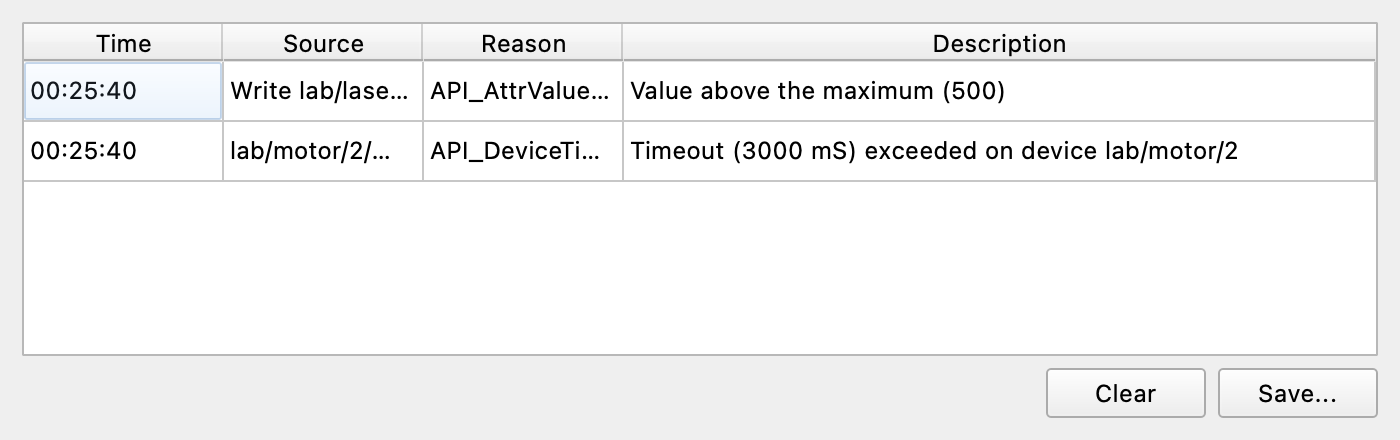 Time Source Reason Description
00:25:40 Write lab/lase... API_AttrValue... Value above the maximum (500)
00:25:40 lab/motor/2/... API_DeviceTi... Timeout (3000 mS) exceeded on device lab/motor/2
Clear Save...